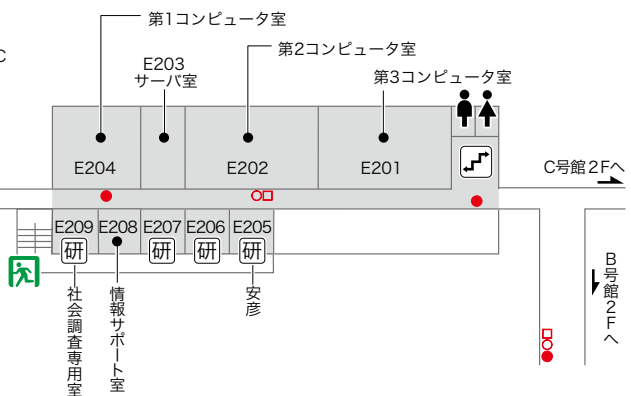 第1コンピュータ室
第2コンピュータ室
C
E203
サーバ室
第3コンピュータ室
E204
E202
E201
C号館2Fへ
E209
E208
E207
E206
E205
研
研
研
研
社会調査専用室
情報サポート室
安彦
B号館2Fへ